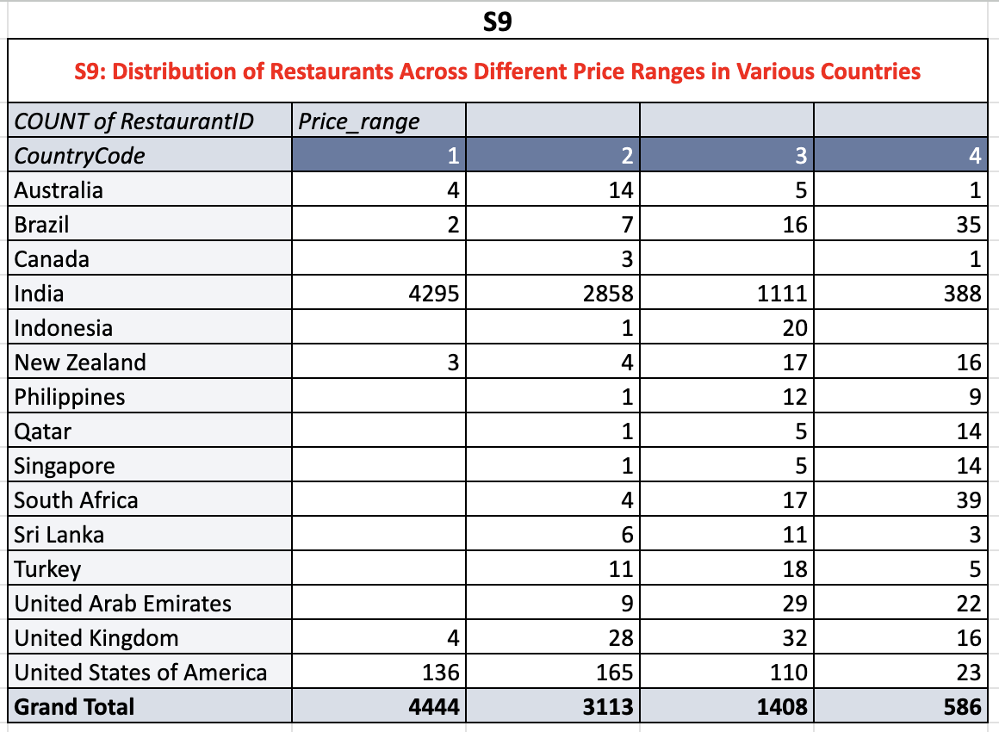 S9
S9: Distribution of Restaurants Across Different Price Ranges in Various Countries
COUNT of RestaurantID Price_range
CountryCode 1 2 3 4
Australia 4 14 5 1
Brazil 2 7 16 35
Canada 3 1
India 4295 2858 1111 388
Indonesia 1 20
New Zealand 3 4 17 16
Philippines 1 12 9
Qatar 1 5 14
Singapore 1 5 14
South Africa 4 17 39
Sri Lanka 6 11 3
Turkey 11 18 5
United Arab Emirates 9 29 22
United Kingdom 4 28 32 16
United States of America 136 165 110 23
Grand Total 4444 3113 1408 586